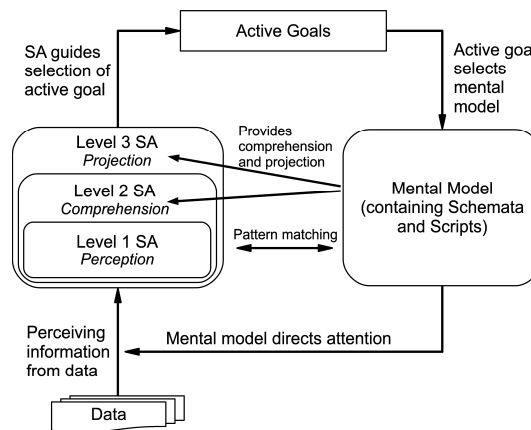 Active Goals
SA guides
selection of
active goal
Active goal
selects
mental
model
Level 3 SA
Projection
Provides
comprehension
and projection
Level 2 SA
Comprehension
Level 1 SA
Perception
Pattern matching
Mental Model
(containing Schemata
and Scripts)
Perceiving
information
from data
Mental model directs attention
Data